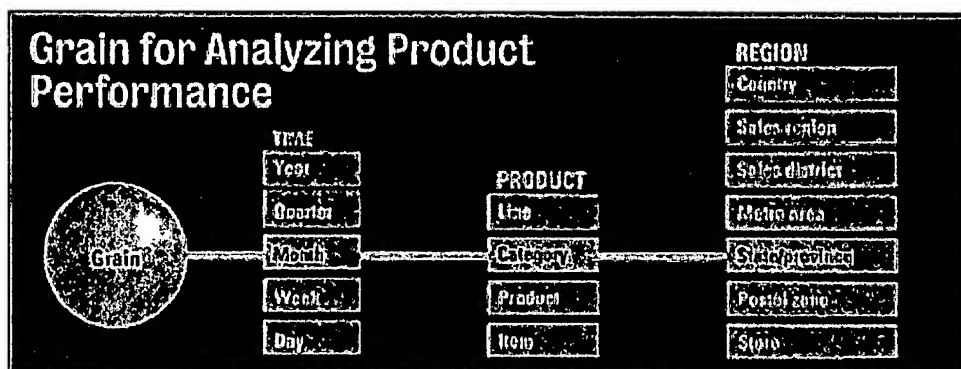 Grain for Analyzing Product
Performance
Grain
TIME
Year
Quarter
Month
Week
Day
PRODUCT
Line
Category
Product
Item
REGION
Country
Sales region
Sales district
Metro area
State/province
Postal zone
Store